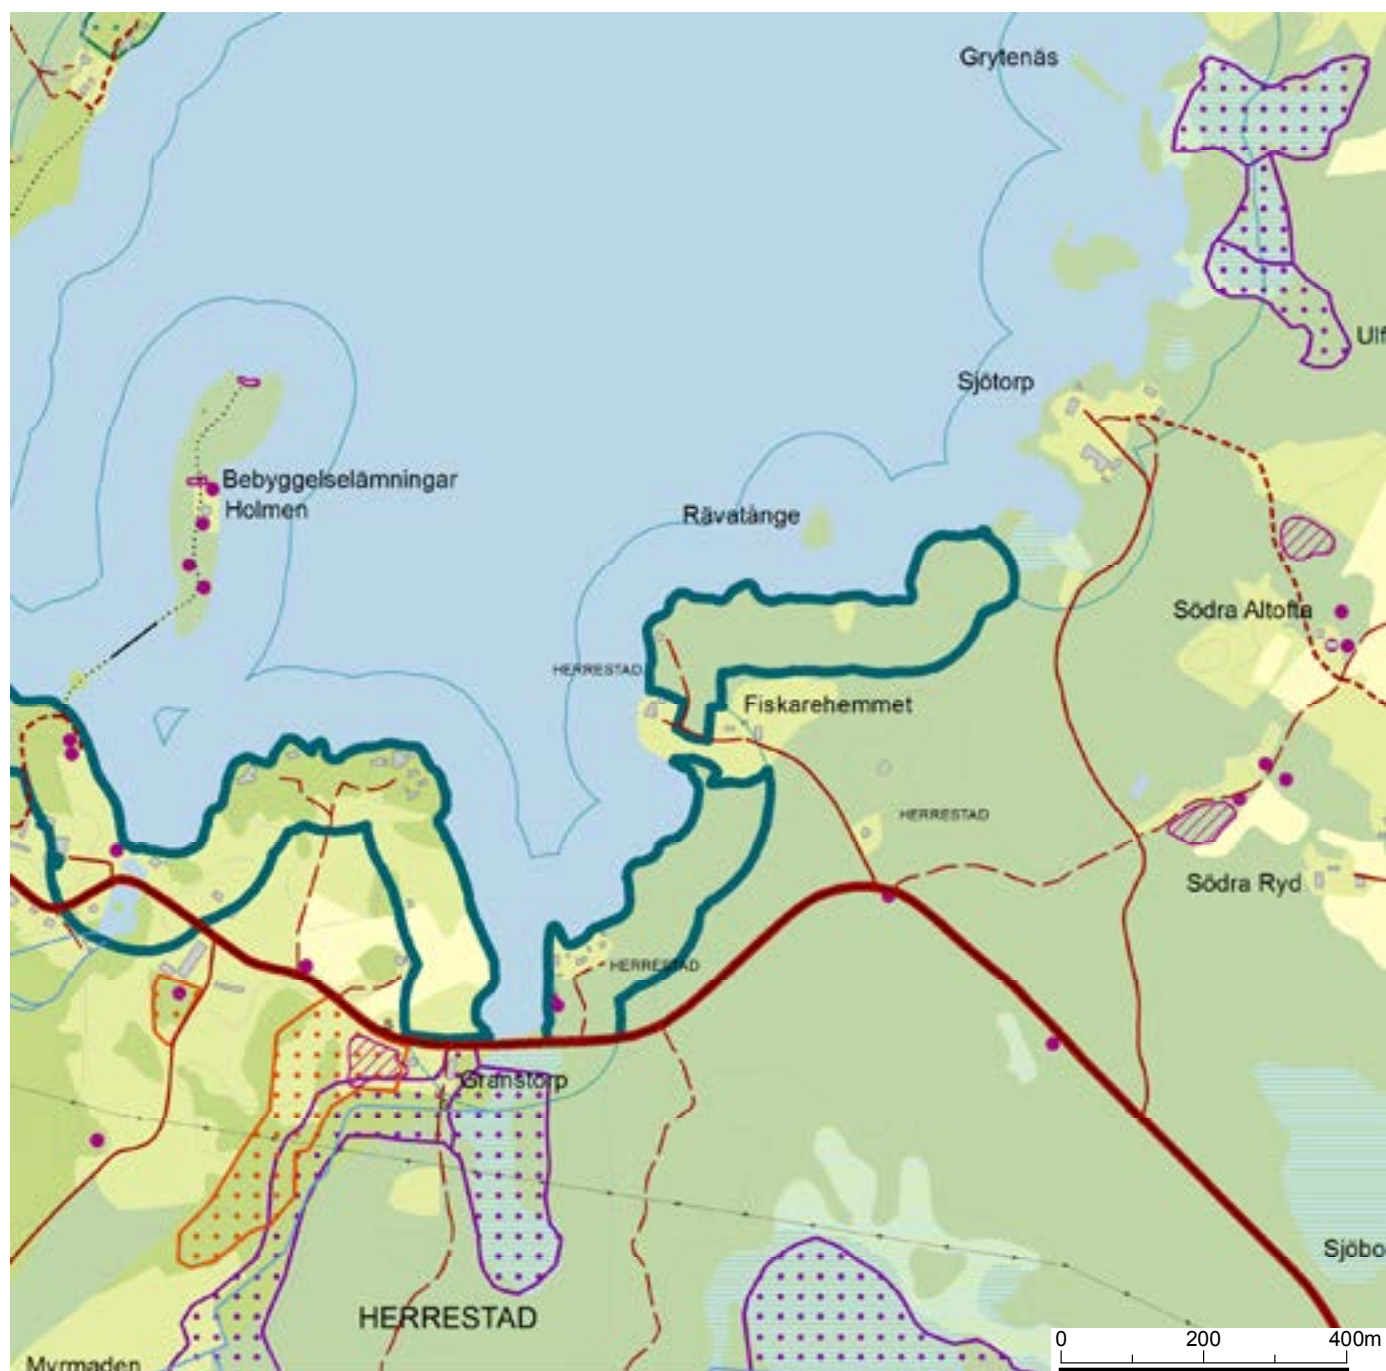 Grytenäs
Ulf
Sjötorp
Bebyggelselämningar
Holmen
Rävatånge
Södra Altofta
HERRESTAD
Fiskarehemmet
HERRESTAD
Södra Ryd
HERRESTAD
Granstorp
Sjöbo
HERRESTAD
Myrmaden
0 200 400m